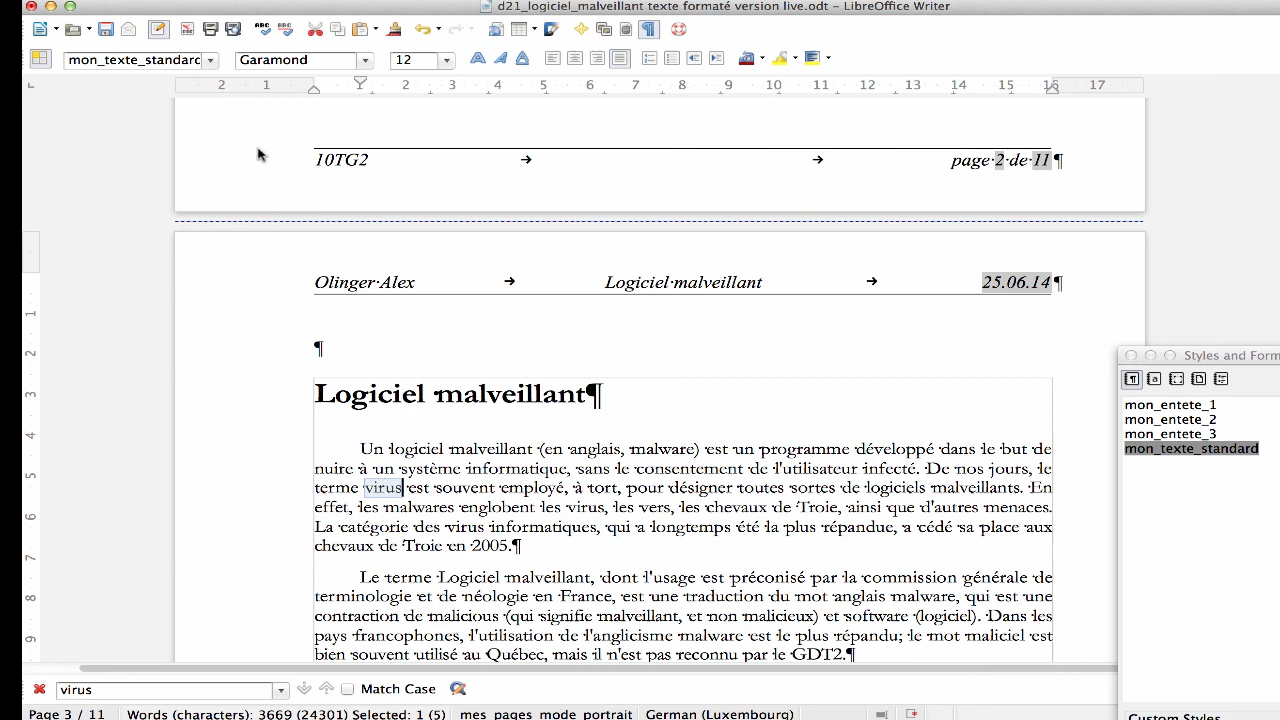 d21_logiciel_malveillant texte formaté version live.odt – LibreOffice Writer
mon_texte_standard Garamond 12
2 1 1 2 3 4 5 6 7 8 9 10 11 12 13 14 15 16 17
10TG2 → → page·2·de·11¶
Olinger·Alex → Logiciel·malveillant → 25.06.14¶
¶
Logiciel·malveillant¶
Un·logiciel·malveillant·(en·anglais,·malware)·est·un·programme·développé·dans·le·but·de·
nuire·à·un·système·informatique,·sans·le·consentement·de·l'utilisateur·infecté.·De·nos·jours,·le·
terme·virus·est·souvent·employé,·à·tort,·pour·désigner·toutes·sortes·de·logiciels·malveillants.·En·
effet,·les·malwares·englobent·les·virus,·les·vers,·les·chevaux·de·Troie,·ainsi·que·d'autres·menaces.·
La·catégorie·des·virus·informatiques,·qui·a·longtemps·été·la·plus·répandue,·a·cédé·sa·place·aux·
chevaux·de·Troie·en·2005.¶
Le·terme·Logiciel·malveillant,·dont·l'usage·est·préconisé·par·la·commission·générale·de·
terminologie·et·de·néologie·en·France,·est·une·traduction·du·mot·anglais·malware,·qui·est·une·
contraction·de·malicious·(qui·signifie·malveillant,·et·non·malicieux)·et·software·(logiciel).·Dans·les·
pays·francophones,·l'utilisation·de·l'anglicisme·malware·est·le·plus·répandu;·le·mot·maliciel·est·
bien·souvent·utilisé·au·Québec,·mais·il·n'est·pas·reconnu·par·le·GDT2.¶
1
2
3
4
5
6
7
8
9
Styles and Form
mon_entete_1
mon_entete_2
mon_entete_3
mon_texte_standard
Custom Styles
virus Match Case
Page 3 / 11 Words (characters): 3669 (24301) Selected: 1 (5) mes_pages_mode_portrait German (Luxembourg)